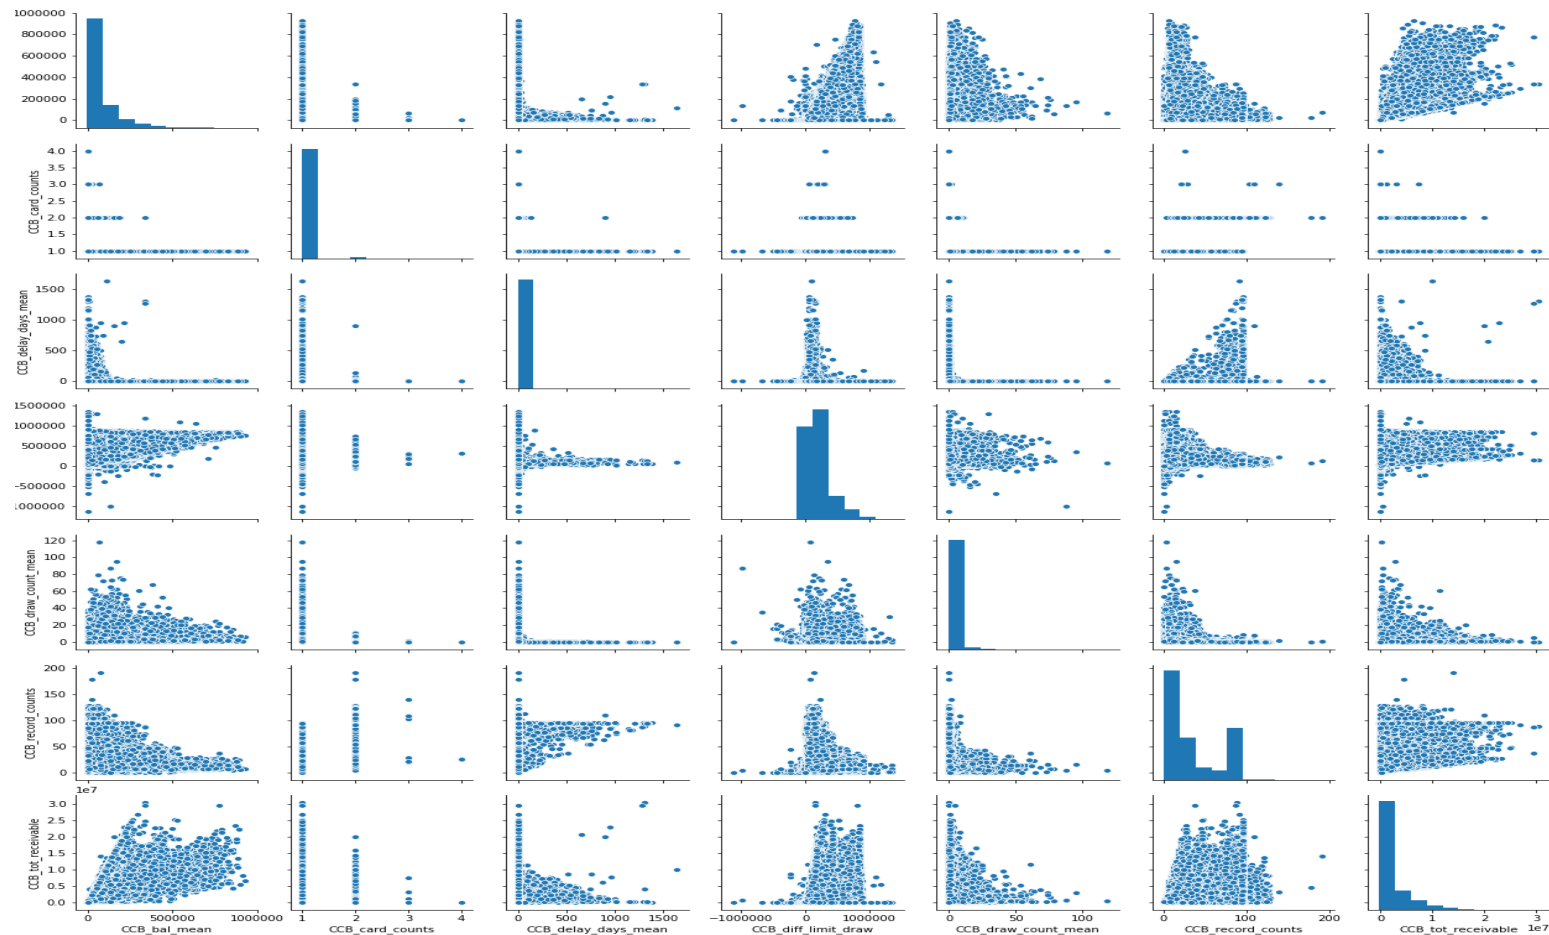 1000000
800000
600000
400000
200000
0
4.0
3.5
3.0
2.5
2.0
1.5
1.0
CCB_card_counts
1500
1000
500
0
CCB_delay_days_mean
1500000
1000000
500000
0
-500000
1000000
120
100
80
60
40
20
0
CCB_draw_count_mean
200
150
100
50
0
CCB_record_counts
1e7
3.0
2.5
2.0
1.5
1.0
0.5
0.0
CCB_tot_receivable
0 500000 1000000
1 2 3 4
0 500 1000 1500
−1000000 0 1000000
0 50 100
0 100 200
0 1 2 3
1e7
CCB_bal_mean CCB_card_counts CCB_delay_days_mean CCB_diff_limit_draw CCB_draw_count_mean CCB_record_counts CCB_tot_receivable